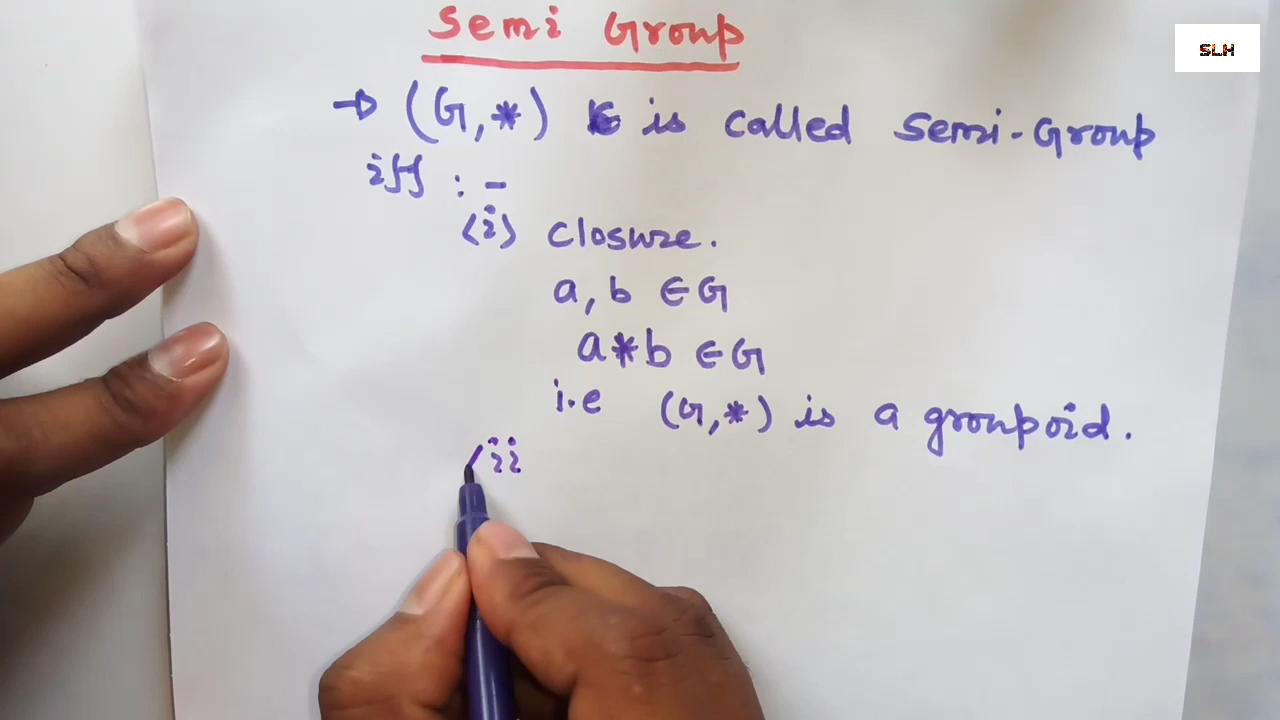 Semi Group
SLH
→ (G, *) is called Semi-Group
iff : -
<i> closure.
a, b ∈ G
a * b ∈ G
i.e (G, *) is a groupoid.
<ii